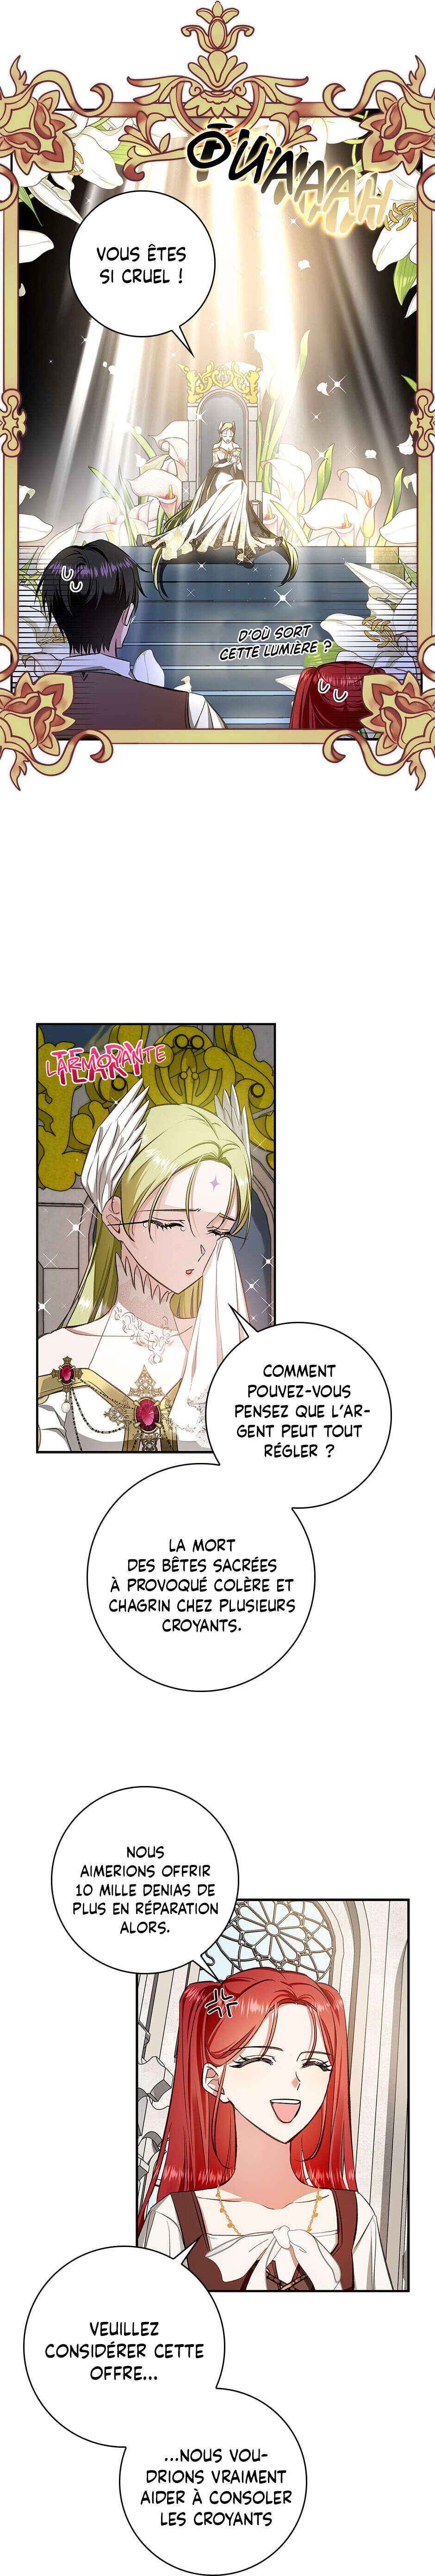 OUAAAAH
VOUS ÊTES
SI CRUEL !
D'OÙ SORT
CETTE LUMIÈRE ?
LARMOYANTE
TEARY
COMMENT
POUVEZ-VOUS
PENSEZ QUE L'AR-
GENT PEUT TOUT
RÉGLER ?
LA MORT
DES BÊTES SACRÉES
À PROVOQUÉ COLÈRE ET
CHAGRIN CHEZ PLUSIEURS
CROYANTS.
NOUS
AIMERIONS OFFRIR
10 MILLE DENIAS DE
PLUS EN RÉPARATION
ALORS.
VEUILLEZ
CONSIDÉRER CETTE
OFFRE...
...NOUS VOU-
DRIONS VRAIMENT
AIDER À CONSOLER
LES CROYANTS